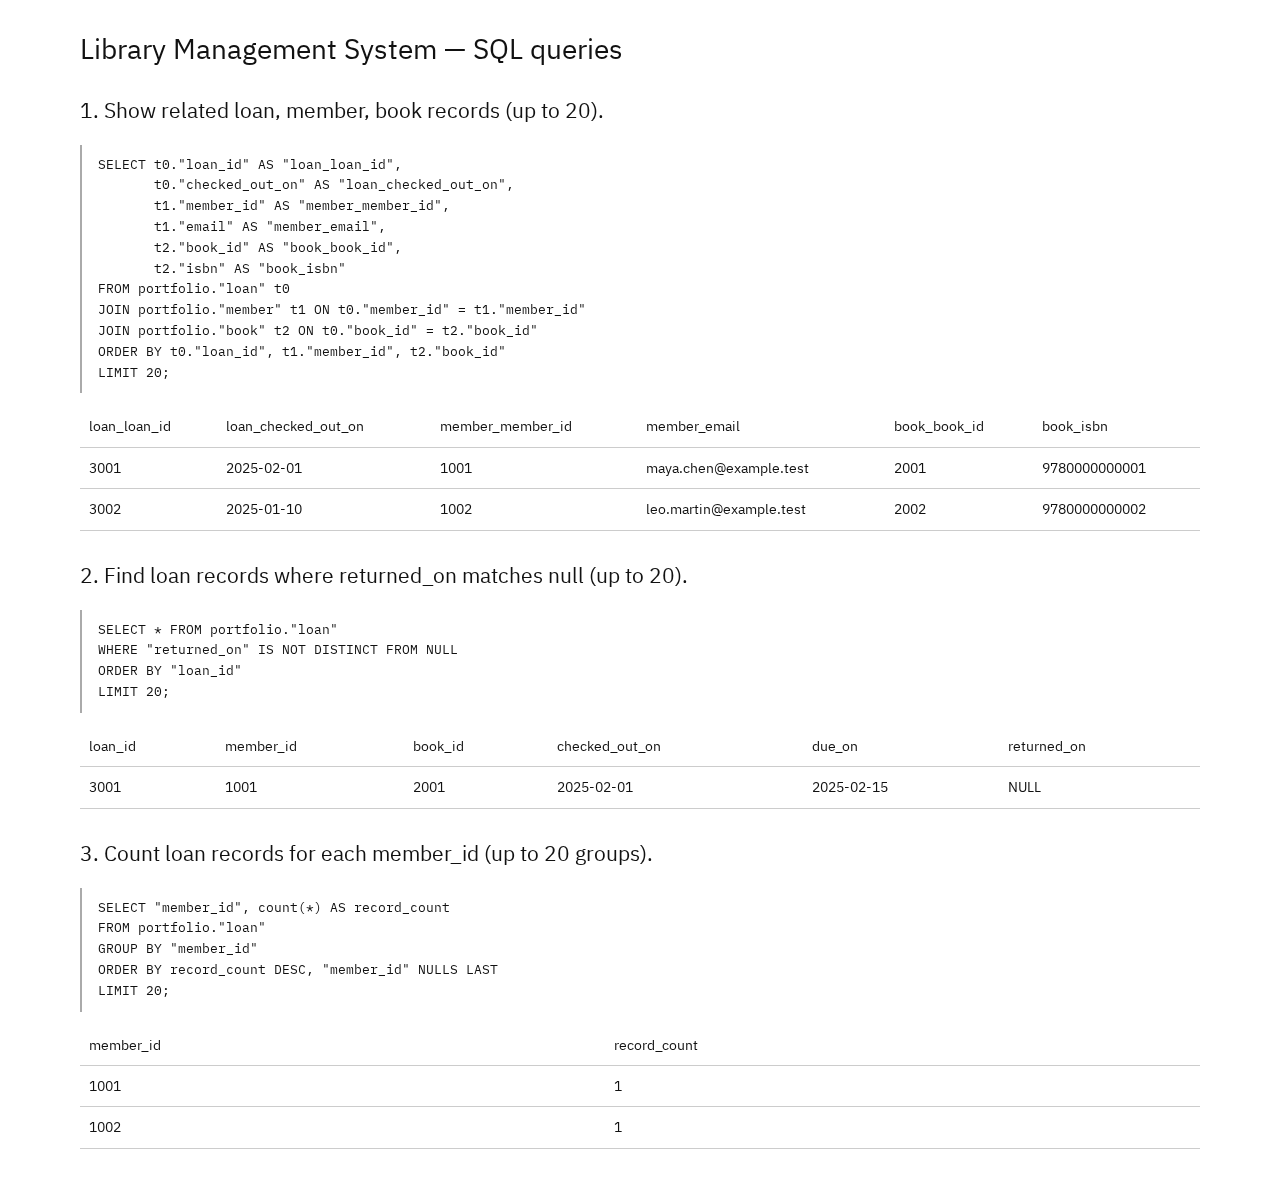 Library Management System — SQL queries
1. Show related loan, member, book records (up to 20).
SELECT t0."loan_id" AS "loan_loan_id",
       t0."checked_out_on" AS "loan_checked_out_on",
       t1."member_id" AS "member_member_id",
       t1."email" AS "member_email",
       t2."book_id" AS "book_book_id",
       t2."isbn" AS "book_isbn"
FROM portfolio."loan" t0
JOIN portfolio."member" t1 ON t0."member_id" = t1."member_id"
JOIN portfolio."book" t2 ON t0."book_id" = t2."book_id"
ORDER BY t0."loan_id", t1."member_id", t2."book_id"
LIMIT 20;
loan_loan_id loan_checked_out_on member_member_id member_email book_book_id book_isbn
3001 2025-02-01 1001 maya.chen@example.test 2001 9780000000001
3002 2025-01-10 1002 leo.martin@example.test 2002 9780000000002
2. Find loan records where returned_on matches null (up to 20).
SELECT * FROM portfolio."loan"
WHERE "returned_on" IS NOT DISTINCT FROM NULL
ORDER BY "loan_id"
LIMIT 20;
loan_id member_id book_id checked_out_on due_on returned_on
3001 1001 2001 2025-02-01 2025-02-15 NULL
3. Count loan records for each member_id (up to 20 groups).
SELECT "member_id", count(*) AS record_count
FROM portfolio."loan"
GROUP BY "member_id"
ORDER BY record_count DESC, "member_id" NULLS LAST
LIMIT 20;
member_id record_count
1001 1
1002 1